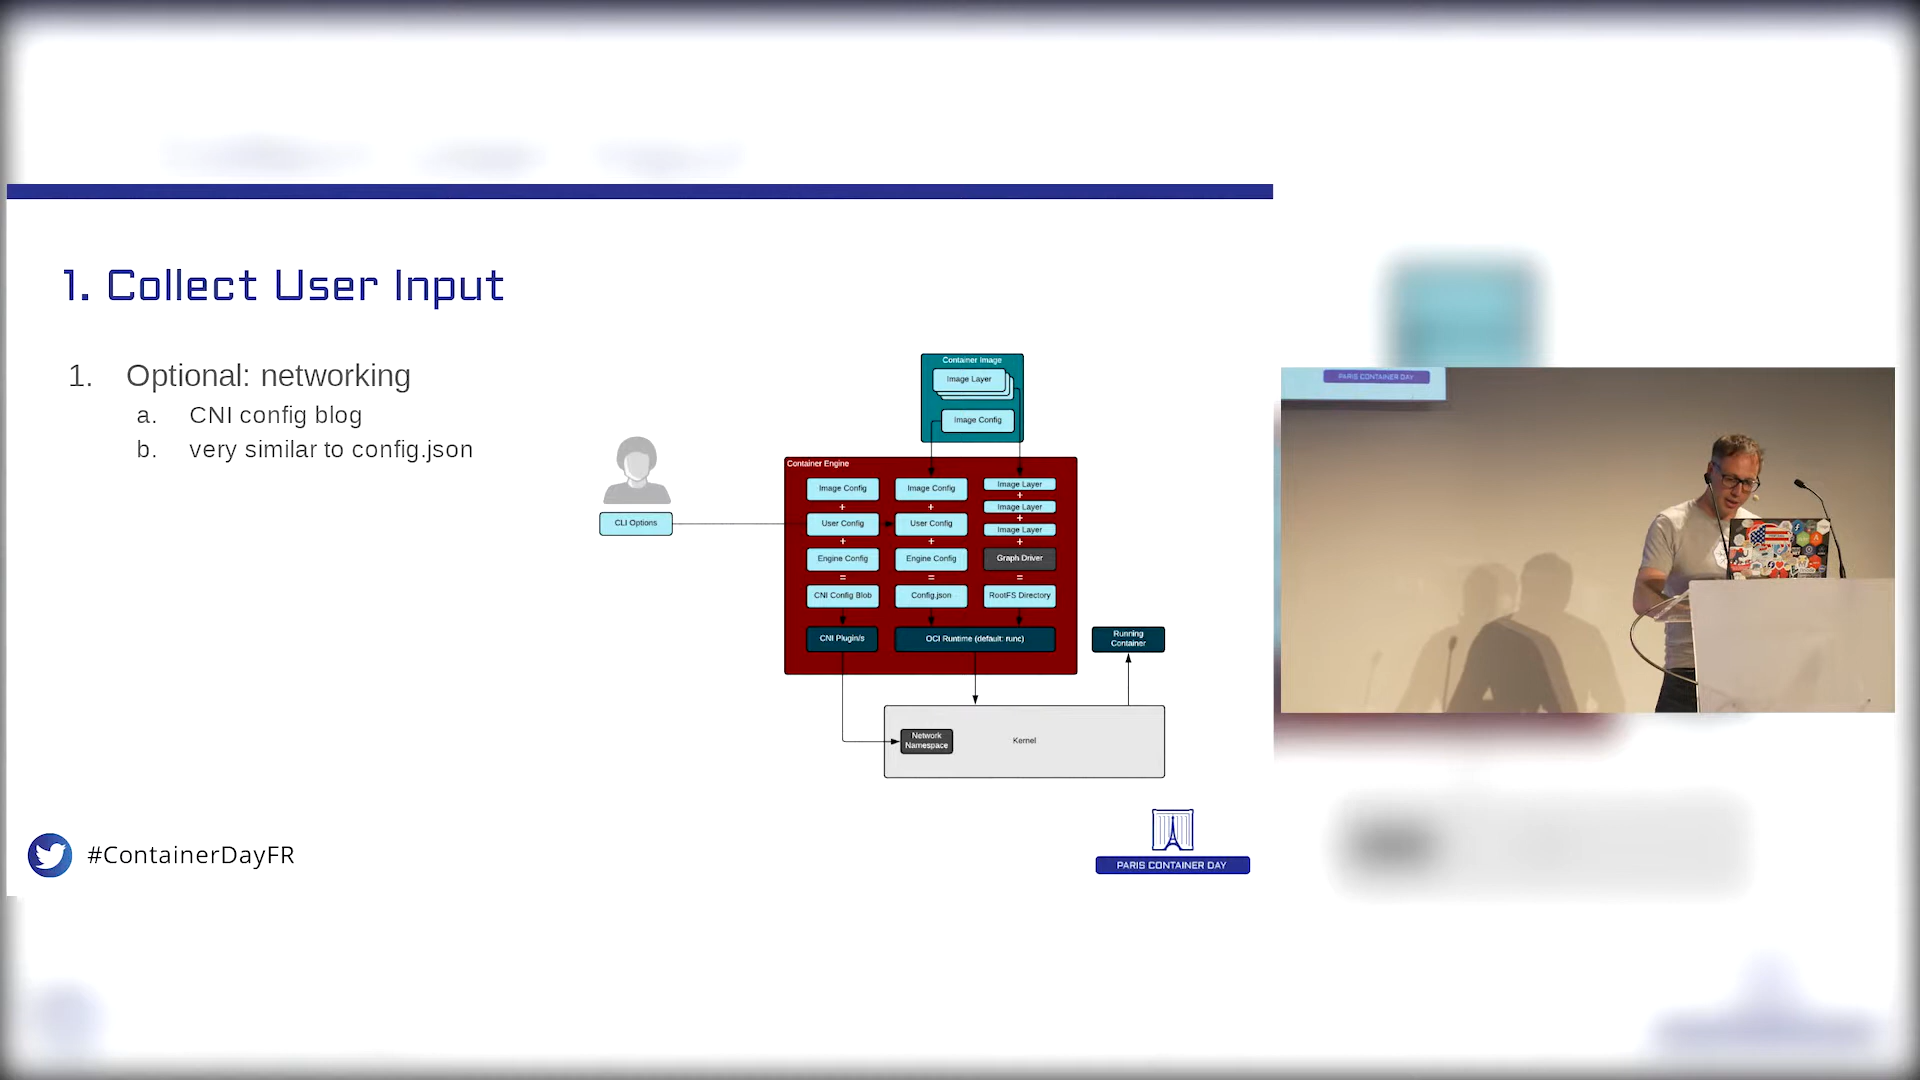 1. Collect User Input
1. Optional: networking
a. CNI config blog
b. very similar to config.json
Container Image
Image Layer
Image Config
CLI Options
Container Engine
Image Config
+
User Config
+
Engine Config
=
CNI Config Blob
CNI Plugin/s
Image Config
+
User Config
+
Engine Config
=
Config.json
Image Layer
+
Image Layer
+
Image Layer
+
Graph Driver
=
RootFS Directory
OCI Runtime (default: runc)
Running
Container
Network
Namespace
Kernel
#ContainerDayFR
PARIS CONTAINER DAY
PARIS CONTAINER DAY